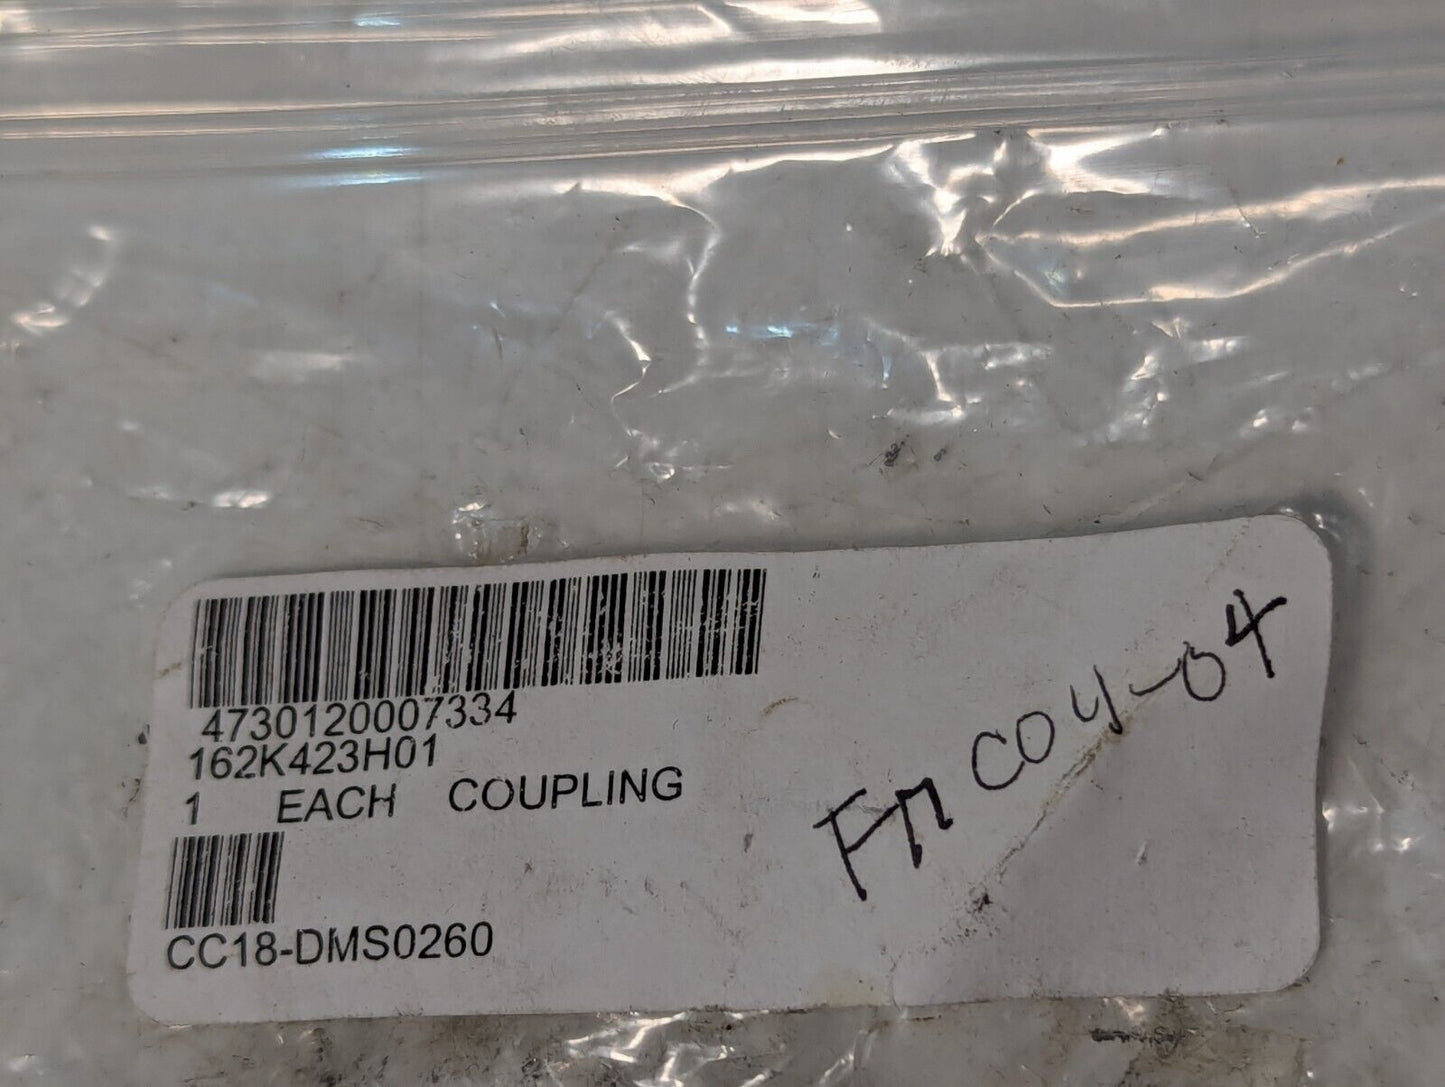 4730120007334
162K423H01
1 EACH COUPLING
CC18-DMS0260
FM C04-04